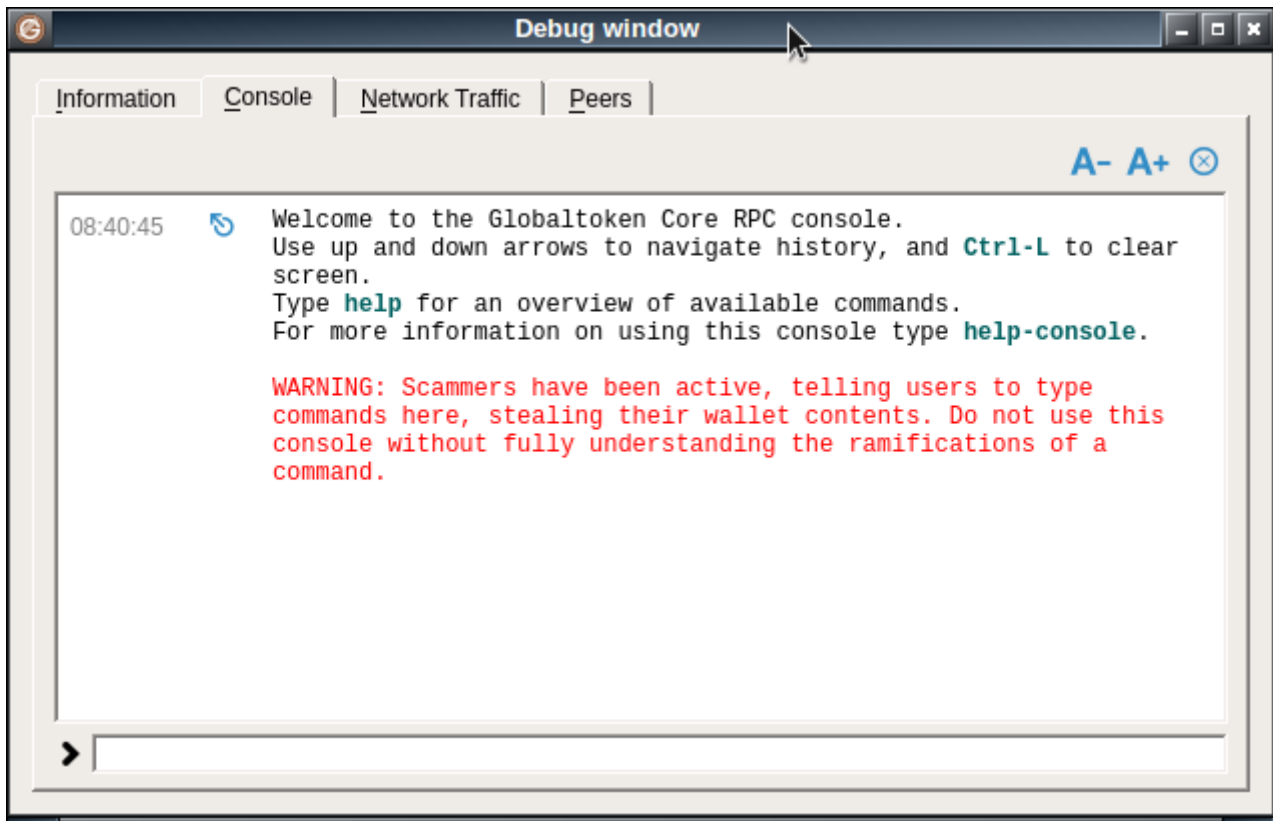 Debug window
Information Console Network Traffic Peers
A- A+
08:40:45 Welcome to the Globaltoken Core RPC console.
Use up and down arrows to navigate history, and Ctrl-L to clear
screen.
Type help for an overview of available commands.
For more information on using this console type help-console.
WARNING: Scammers have been active, telling users to type
commands here, stealing their wallet contents. Do not use this
console without fully understanding the ramifications of a
command.